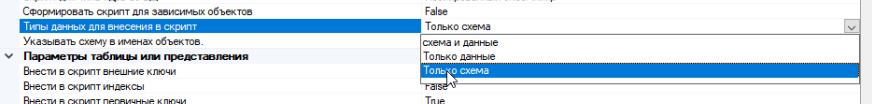 Сформировать скрипт для зависимых объектов False
Типы данных для внесения в скрипт Только схема
Указывать схему в именах объектов. схема и данные
Параметры таблицы или представления Только данные
Внести в скрипт внешние ключи Только схема
Внести в скрипт индексы False
Внести в скрипт первичные ключи True